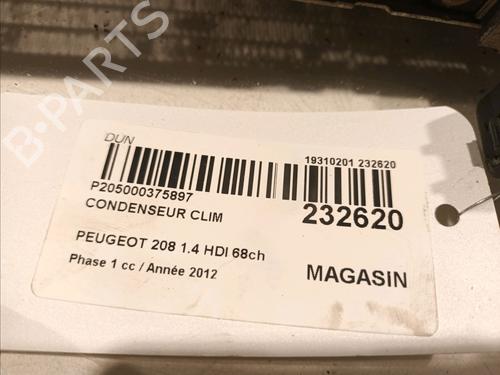 DUN
19310201 232620
P205000375897
232620
CONDENSEUR CLIM
PEUGEOT 208 1.4 HDI 68ch
Phase 1 cc / Année 2012
MAGASIN
B-PARTS
B-PARTS